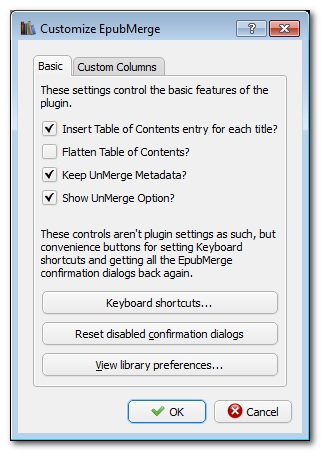 Customize EpubMerge
Basic
Custom Columns
These settings control the basic features of the
plugin.
Insert Table of Contents entry for each title?
Flatten Table of Contents?
Keep UnMerge Metadata?
Show UnMerge Option?
These controls aren't plugin settings as such, but
convenience buttons for setting Keyboard
shortcuts and getting all the EpubMerge
confirmation dialogs back again.
Keyboard shortcuts...
Reset disabled confirmation dialogs
View library preferences...
OK
Cancel